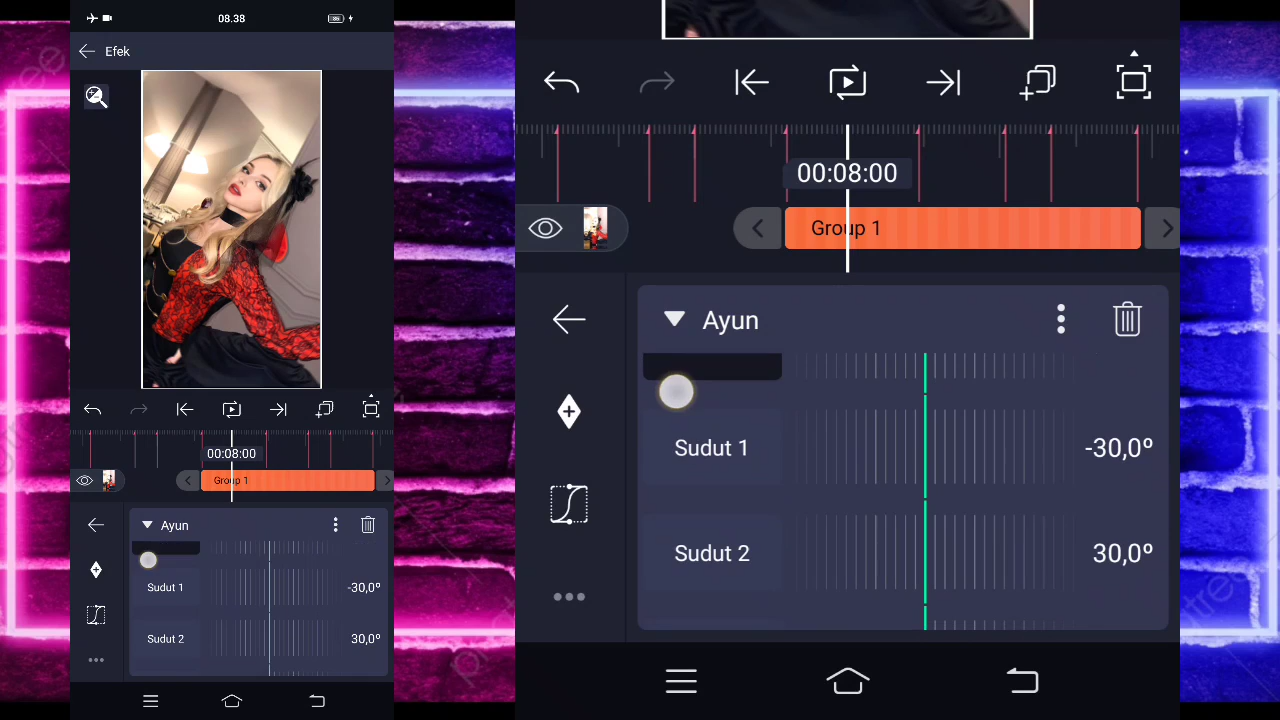 08.38
86
Efek
00:08:00
Group 1
Ayun
Sudut 1
-30,0º
Sudut 2
30,0º
00:08:00
Group 1
Ayun
Sudut 1
-30,0º
Sudut 2
30,0º